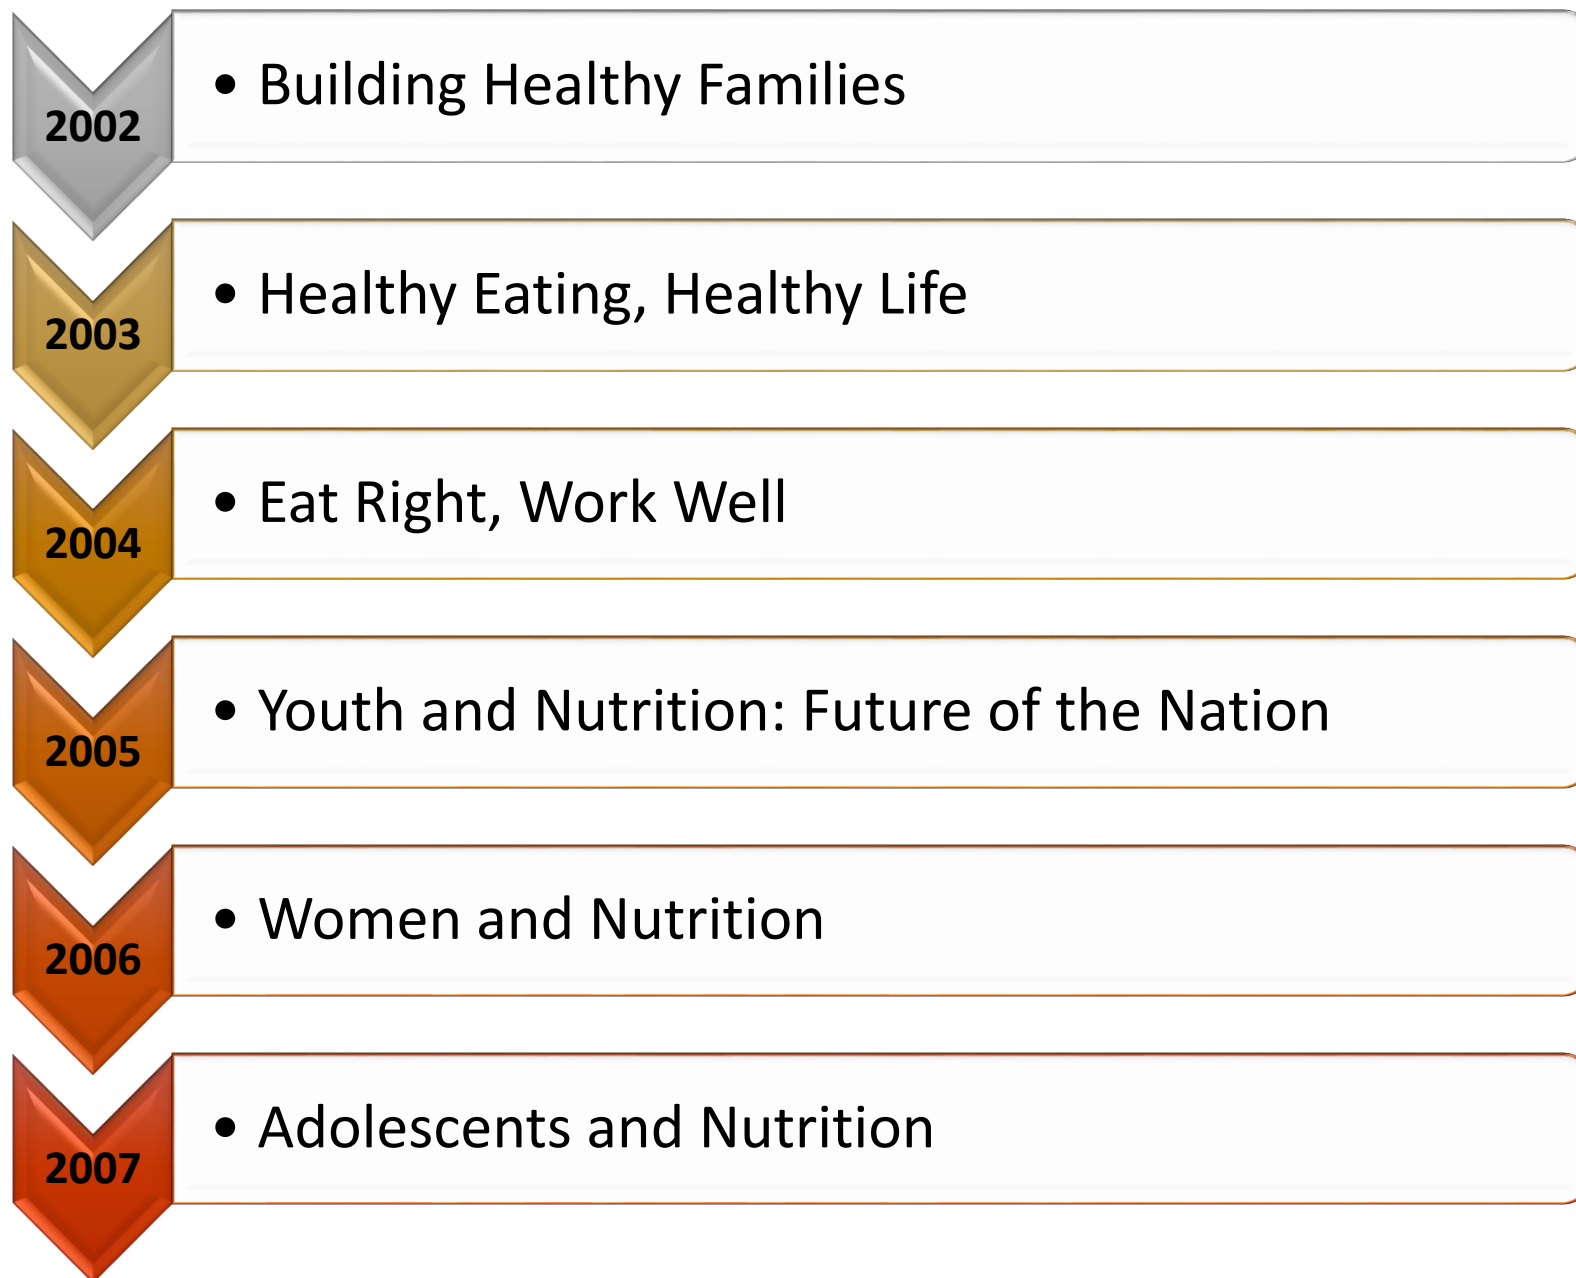 2002
• Building Healthy Families
2003
• Healthy Eating, Healthy Life
2004
• Eat Right, Work Well
2005
• Youth and Nutrition: Future of the Nation
2006
• Women and Nutrition
2007
• Adolescents and Nutrition